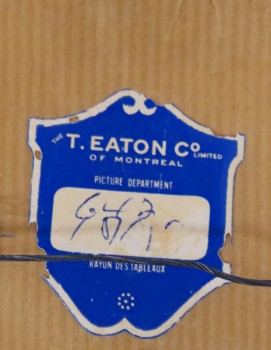 THE T. EATON Co LIMITED
OF MONTREAL
PICTURE DEPARTMENT
RAYON DES TABLEAUX